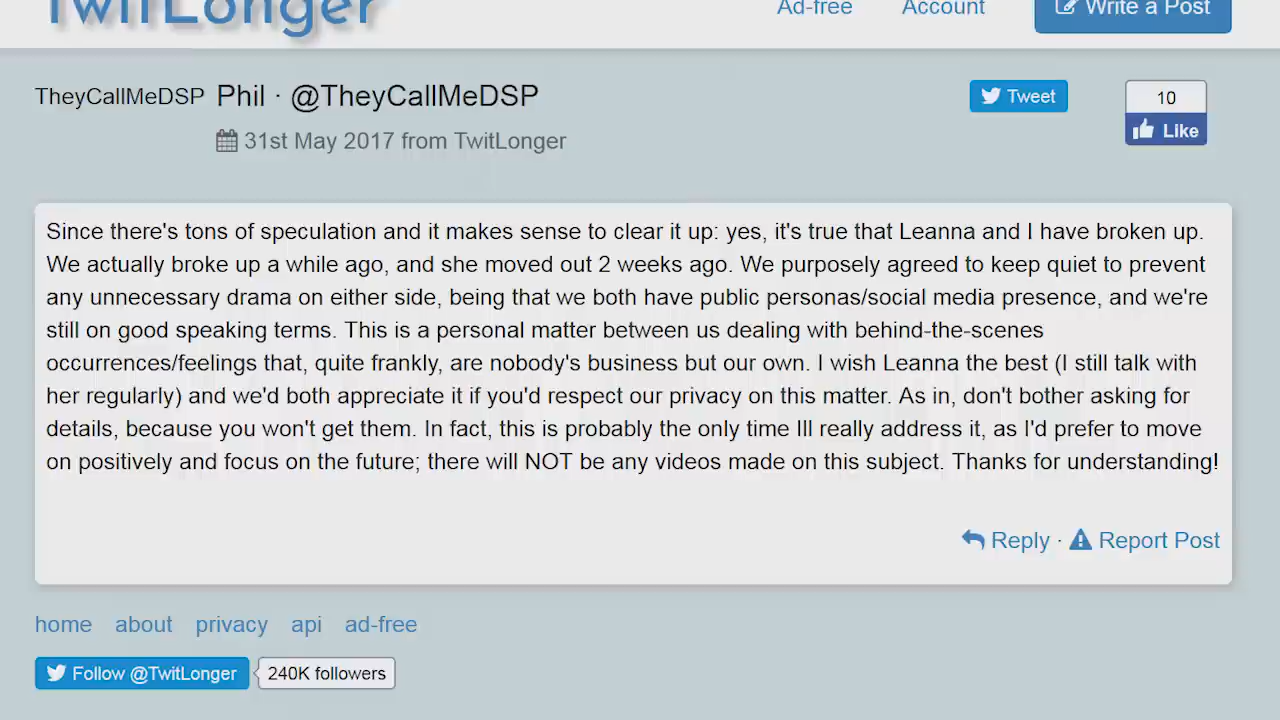 TwitLonger
Ad-free Account Write a Post
TheyCallMeDSP Phil · @TheyCallMeDSP
Tweet
10
Like
31st May 2017 from TwitLonger
Since there's tons of speculation and it makes sense to clear it up: yes, it's true that Leanna and I have broken up.
We actually broke up a while ago, and she moved out 2 weeks ago. We purposely agreed to keep quiet to prevent
any unnecessary drama on either side, being that we both have public personas/social media presence, and we're
still on good speaking terms. This is a personal matter between us dealing with behind-the-scenes
occurrences/feelings that, quite frankly, are nobody's business but our own. I wish Leanna the best (I still talk with
her regularly) and we'd both appreciate it if you'd respect our privacy on this matter. As in, don't bother asking for
details, because you won't get them. In fact, this is probably the only time Ill really address it, as I'd prefer to move
on positively and focus on the future; there will NOT be any videos made on this subject. Thanks for understanding!
Reply · Report Post
home about privacy api ad-free
Follow @TwitLonger 240K followers